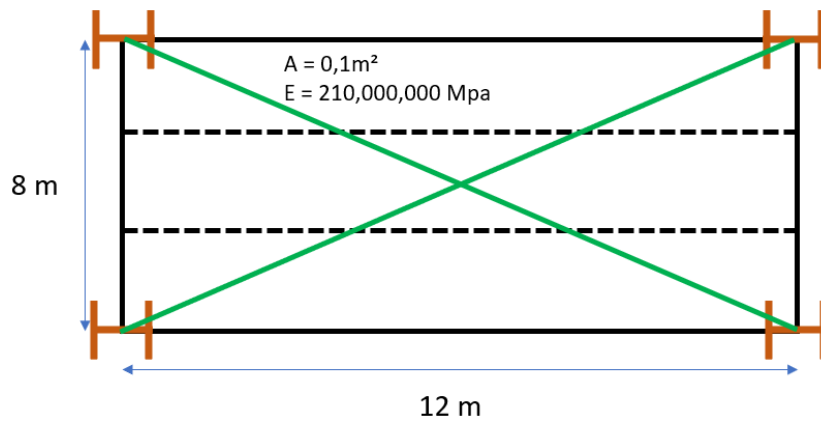 A = 0,1m²
E = 210,000,000 Mpa
8 m
12 m